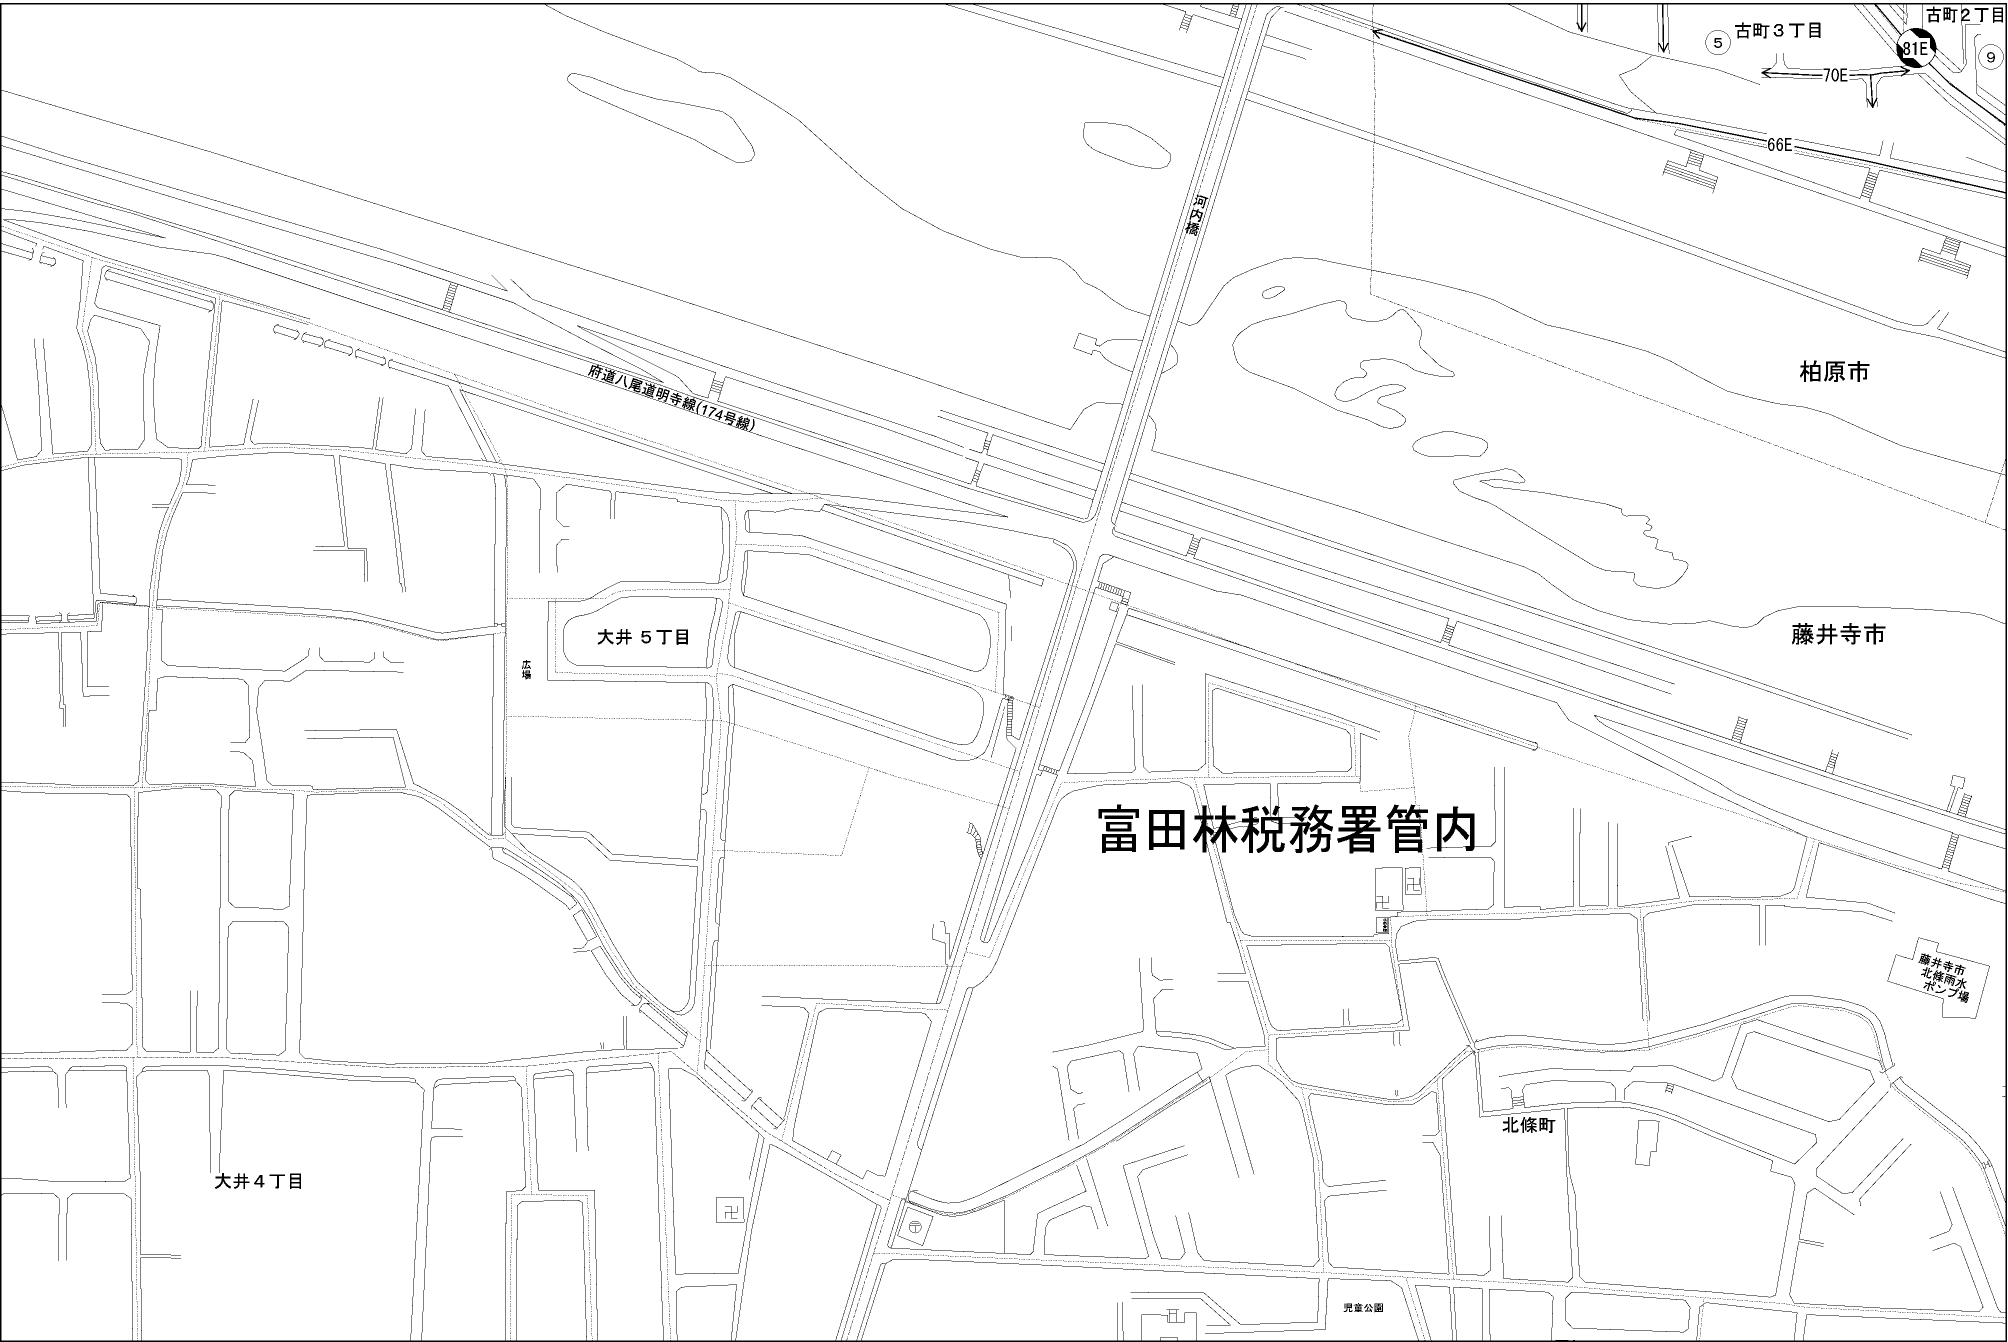 古町２丁目
古町３丁目
5
81E
9
70E
66E
河内橋
柏原市
府道八尾道明寺線(174号線)
藤井寺市
大井 ５丁目
広場
富田林税務署管内
藤井寺市
北條雨水
ポンプ場
北條町
大井４丁目
児童公園